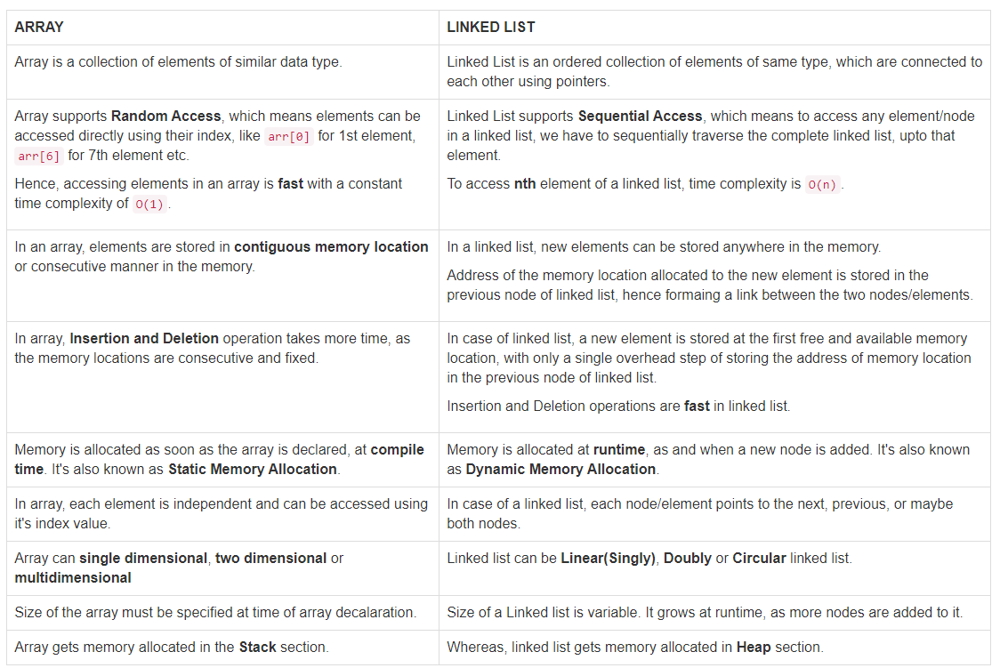 ARRAY
LINKED LIST
Array is a collection of elements of similar data type.
Linked List is an ordered collection of elements of same type, which are connected to
each other using pointers.
Array supports Random Access, which means elements can be
accessed directly using their index, like arr[0] for 1st element,
arr[6] for 7th element etc.
Hence, accessing elements in an array is fast with a constant
time complexity of O(1).
Linked List supports Sequential Access, which means to access any element/node
in a linked list, we have to sequentially traverse the complete linked list, upto that
element.
To access nth element of a linked list, time complexity is O(n).
In an array, elements are stored in contiguous memory location
or consecutive manner in the memory.
In a linked list, new elements can be stored anywhere in the memory.
Address of the memory location allocated to the new element is stored in the
previous node of linked list, hence formaing a link between the two nodes/elements.
In array, Insertion and Deletion operation takes more time, as
the memory locations are consecutive and fixed.
In case of linked list, a new element is stored at the first free and available memory
location, with only a single overhead step of storing the address of memory location
in the previous node of linked list.
Insertion and Deletion operations are fast in linked list.
Memory is allocated as soon as the array is declared, at compile
time. It's also known as Static Memory Allocation.
Memory is allocated at runtime, as and when a new node is added. It's also known
as Dynamic Memory Allocation.
In array, each element is independent and can be accessed using
it's index value.
In case of a linked list, each node/element points to the next, previous, or maybe
both nodes.
Array can single dimensional, two dimensional or
multidimensional
Linked list can be Linear(Singly), Doubly or Circular linked list.
Size of the array must be specified at time of array decalaration.
Size of a Linked list is variable. It grows at runtime, as more nodes are added to it.
Array gets memory allocated in the Stack section.
Whereas, linked list gets memory allocated in Heap section.